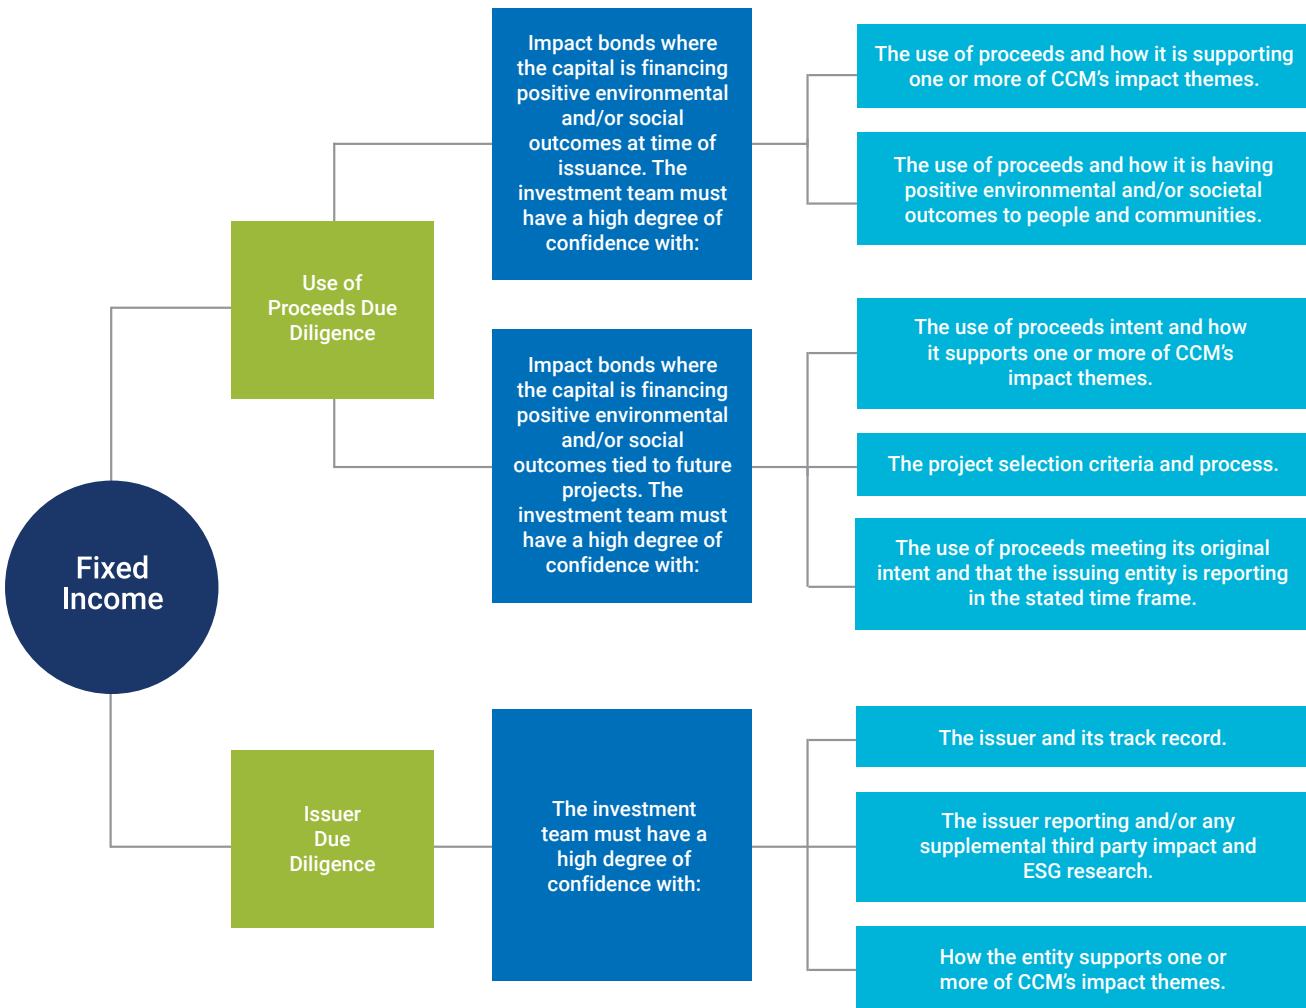 Fixed
Income
Use of
Proceeds Due
Diligence
Impact bonds where
the capital is financing
positive environmental
and/or social
outcomes at time of
issuance. The
investment team must
have a high degree of
confidence with:
The use of proceeds and how it is supporting
one or more of CCM's impact themes.
The use of proceeds and how it is having
positive environmental and/or societal
outcomes to people and communities.
Impact bonds where
the capital is financing
positive environmental
and/or social
outcomes tied to future
projects. The
investment team must
have a high degree of
confidence with:
The use of proceeds intent and how
it supports one or more of CCM's
impact themes.
The project selection criteria and process.
The use of proceeds meeting its original
intent and that the issuing entity is reporting
in the stated time frame.
Issuer
Due
Diligence
The investment
team must have a
high degree of
confidence with:
The issuer and its track record.
The issuer reporting and/or any
supplemental third party impact and
ESG research.
How the entity supports one or
more of CCM's impact themes.